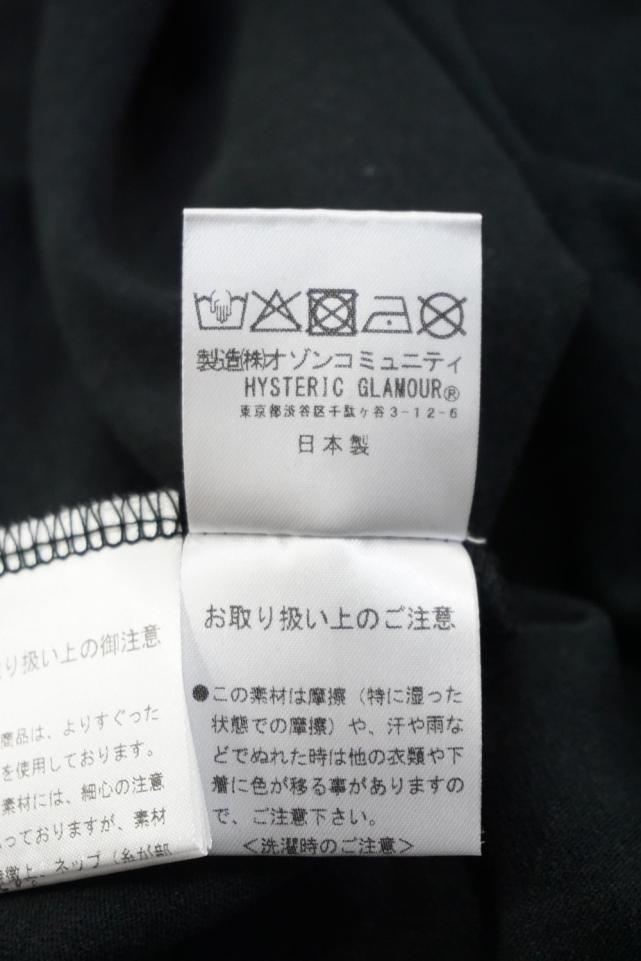 製造(株)オゾンコミュニティ
HYSTERIC GLAMOUR®
東京都渋谷区千駄ヶ谷3-12-6
日本製
お取り扱い上のご注意
●この素材は摩擦(特に湿った
状態での摩擦)や、汗や雨な
どでぬれた時は他の衣類や下
着に色が移る事がありますの
で、ご注意下さい。
<洗濯時のご注意>
り扱い上の御注意
商品は、よりすぐった
を使用しております。
素材には、細心の注意
っておりますが、素材
上、ネップ(糸が部